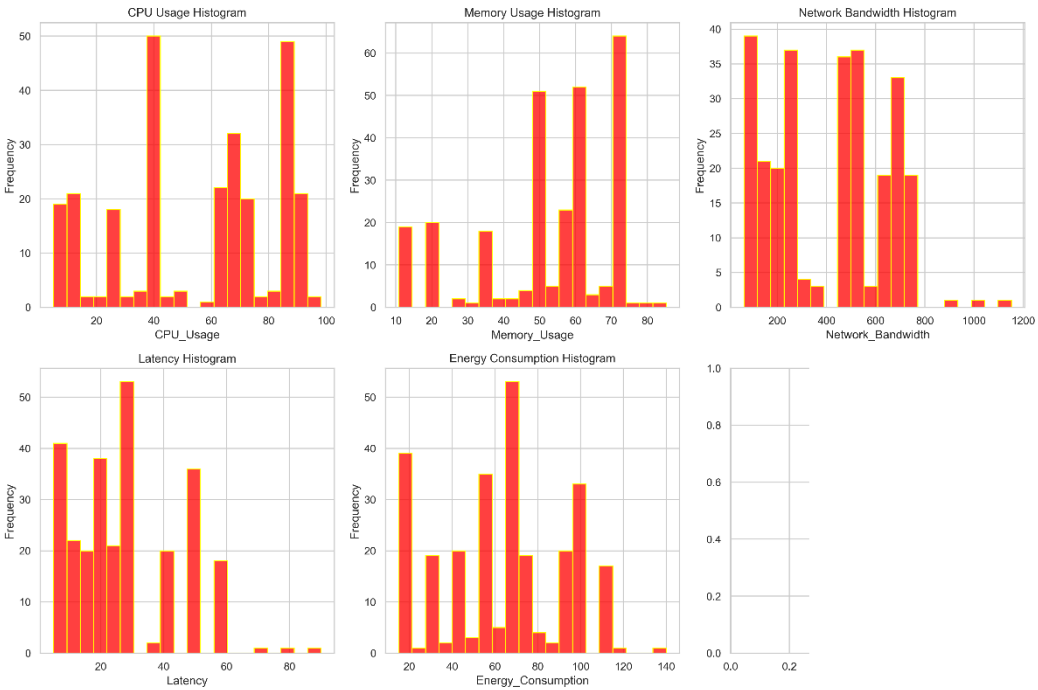 CPU Usage Histogram
50
40
30
20
10
0
Frequency
20 40 60 80 100
CPU_Usage
Memory Usage Histogram
60
50
40
30
20
10
0
Frequency
10 20 30 40 50 60 70 80
Memory_Usage
Network Bandwidth Histogram
40
35
30
25
20
15
10
5
0
Frequency
200 400 600 800 1000 1200
Network_Bandwidth
Latency Histogram
50
40
30
20
10
0
Frequency
20 40 60 80
Latency
Energy Consumption Histogram
50
40
30
20
10
0
Frequency
20 40 60 80 100 120 140
Energy_Consumption
1.0
0.8
0.6
0.4
0.2
0.0
0.0 0.2